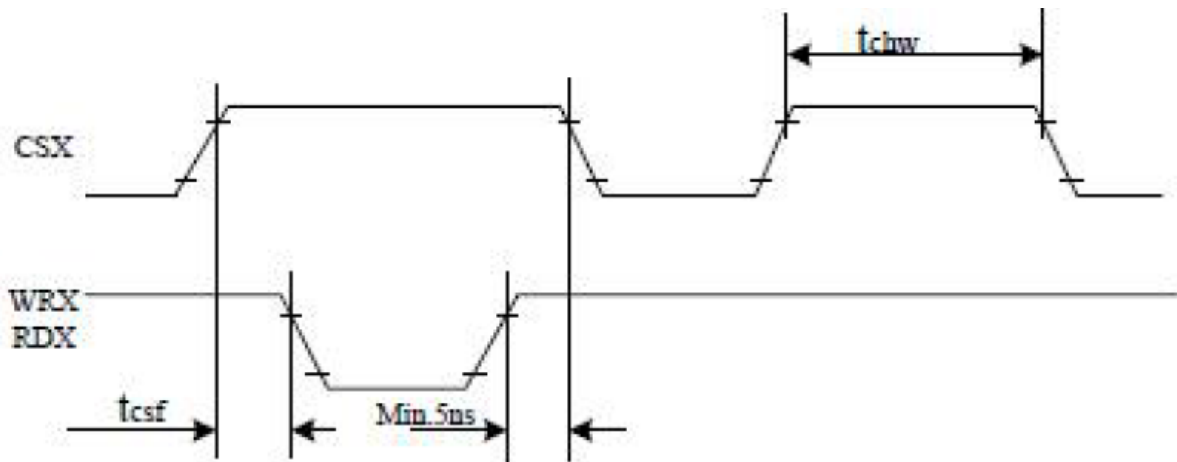 tchw
CSX
WRX
RDX
tcsf
Min.5ns